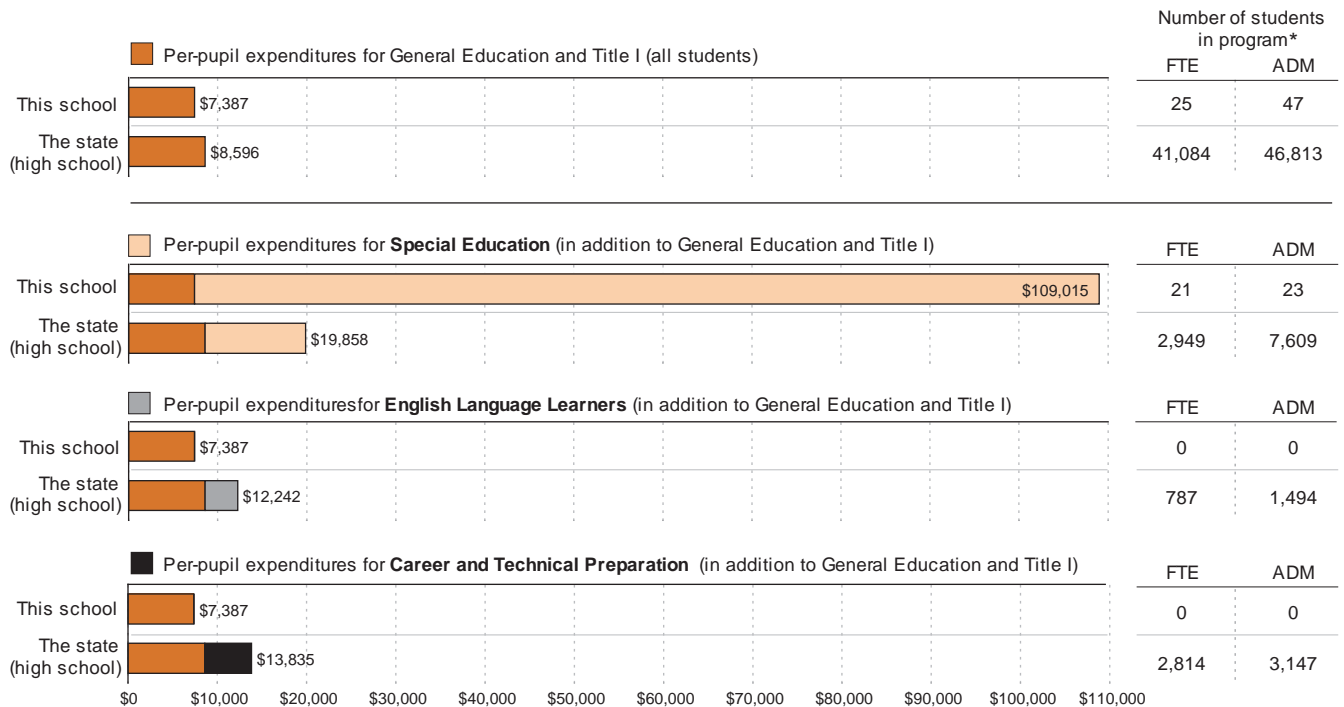 Number of students
in program*
Per-pupil expenditures for General Education and Title I (all students)
FTE ADM
This school $7,387 25 47
The state
(high school) $8,596 41,084 46,813
Per-pupil expenditures for Special Education (in addition to General Education and Title I)
FTE ADM
This school $109,015 21 23
The state
(high school) $19,858 2,949 7,609
Per-pupil expendituresfor English Language Learners (in addition to General Education and Title I)
FTE ADM
This school $7,387 0 0
The state
(high school) $12,242 787 1,494
Per-pupil expenditures for Career and Technical Preparation (in addition to General Education and Title I)
FTE ADM
This school $7,387 0 0
The state
(high school) $13,835 2,814 3,147
$0 $10,000 $20,000 $30,000 $40,000 $50,000 $60,000 $70,000 $80,000 $90,000 $100,000 $110,000